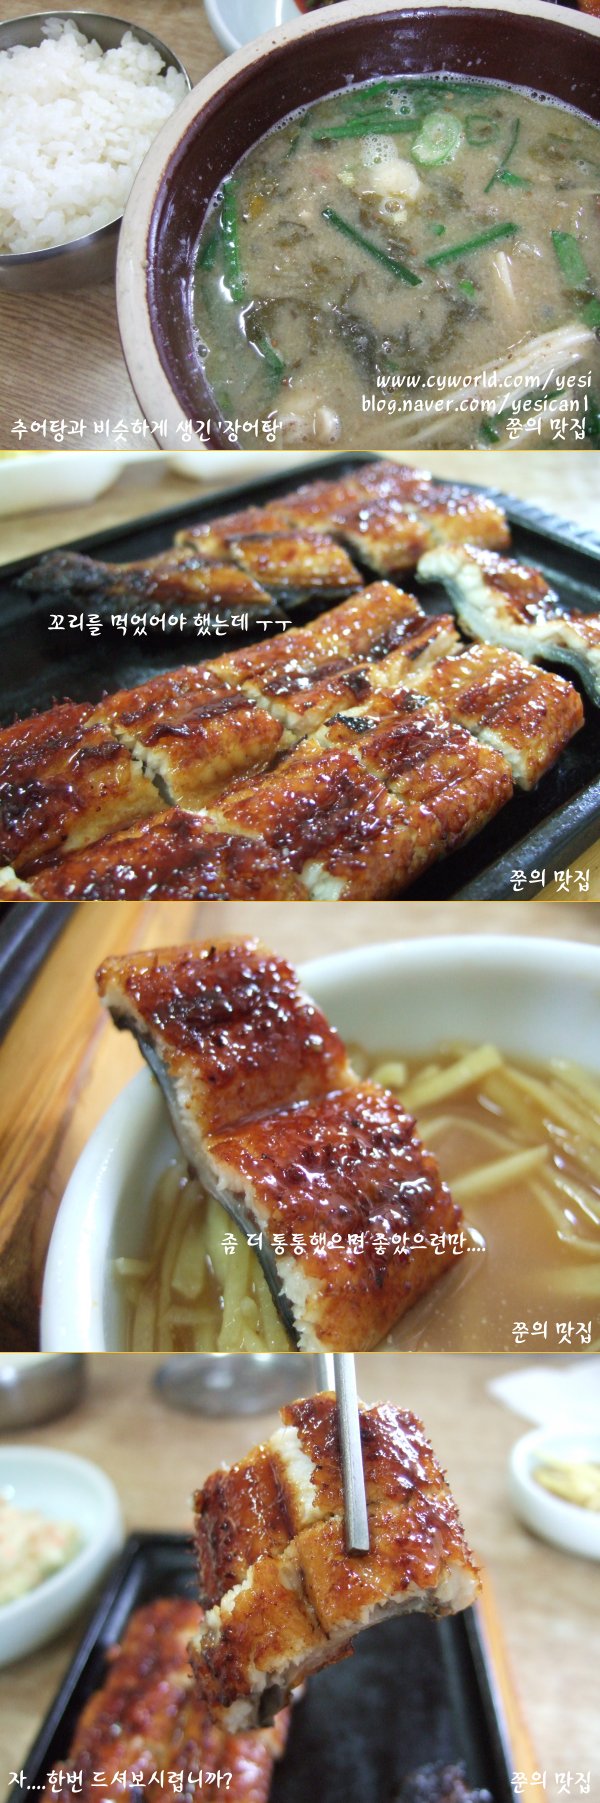 www.cyworld.com/yesi
blog.naver.com/yesican1
추어탕과 비슷하게 생긴 '장어탕'
쭌의 맛집
꼬리를 먹었어야 했는데 ㅜㅜ
쭌의 맛집
좀 더 통통했으면 좋았으련만....
쭌의 맛집
자....한번 드셔보시렵니까?
쭌의 맛집